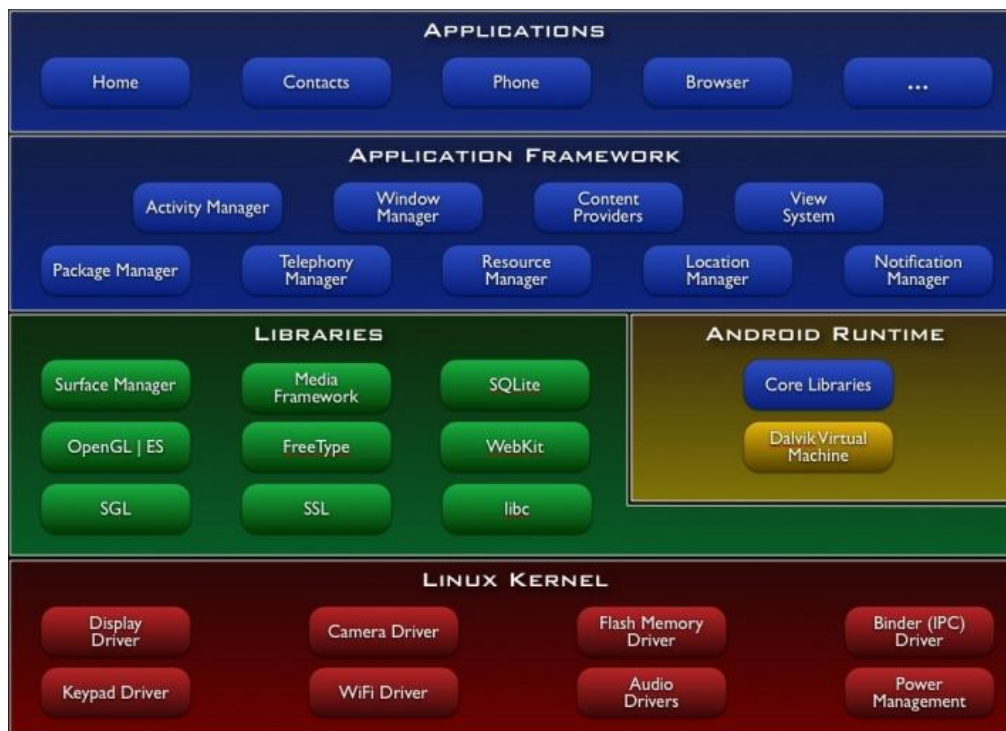 APPLICATIONS
Home
Contacts
Phone
Browser
...
APPLICATION FRAMEWORK
Activity Manager
Window
Manager
Content
Providers
View
System
Package Manager
Telephony
Manager
Resource
Manager
Location
Manager
Notification
Manager
LIBRARIES
Surface Manager
Media
Framework
SQLite
OpenGL | ES
FreeType
WebKit
SGL
SSL
libc
ANDROID RUNTIME
Core Libraries
Dalvik Virtual
Machine
LINUX KERNEL
Display
Driver
Camera Driver
Flash Memory
Driver
Binder (IPC)
Driver
Keypad Driver
WiFi Driver
Audio
Drivers
Power
Management